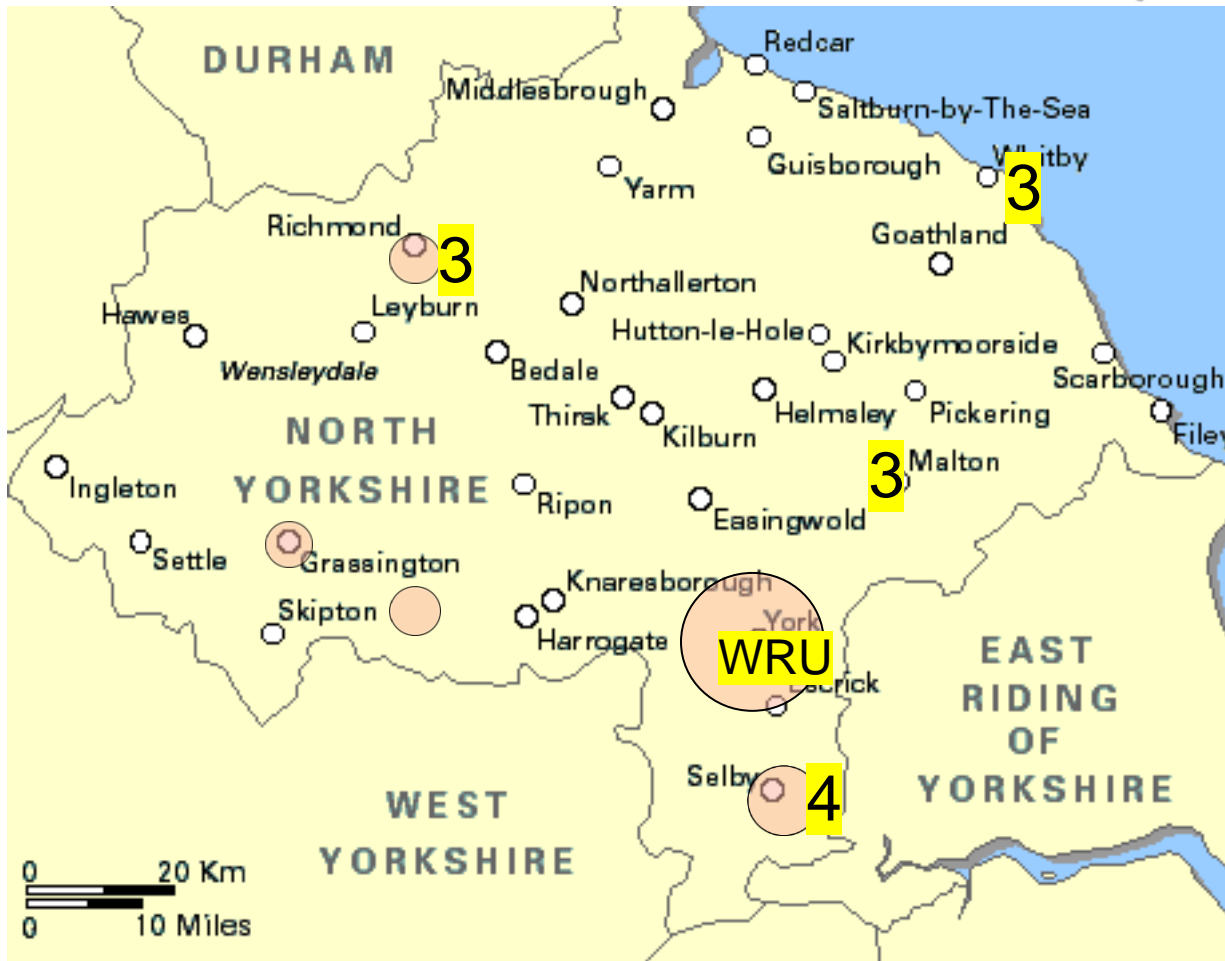 Redcar
DURHAM
Middlesbrough
Saltburn-by-The-Sea
Guisborough
Whitby
Yarm
3
Richmond
Goathland
3
Northallerton
Leyburn
Hawes
Hutton-le-Hole
Kirkbymoorside
Wensleydale
Bedale
Scarborough
Thirsk
Helmsley
Pickering
NORTH
Kilburn
Filey
Malton
3
Ingleton
YORKSHIRE
Ripon
Easingwold
Settle
Grassington
Knaresborough
Skipton
York
Harrogate
WRU
EAST
RIDING
OF
YORKSHIRE
Selby
4
WEST
YORKSHIRE
0 20 Km
0 10 Miles